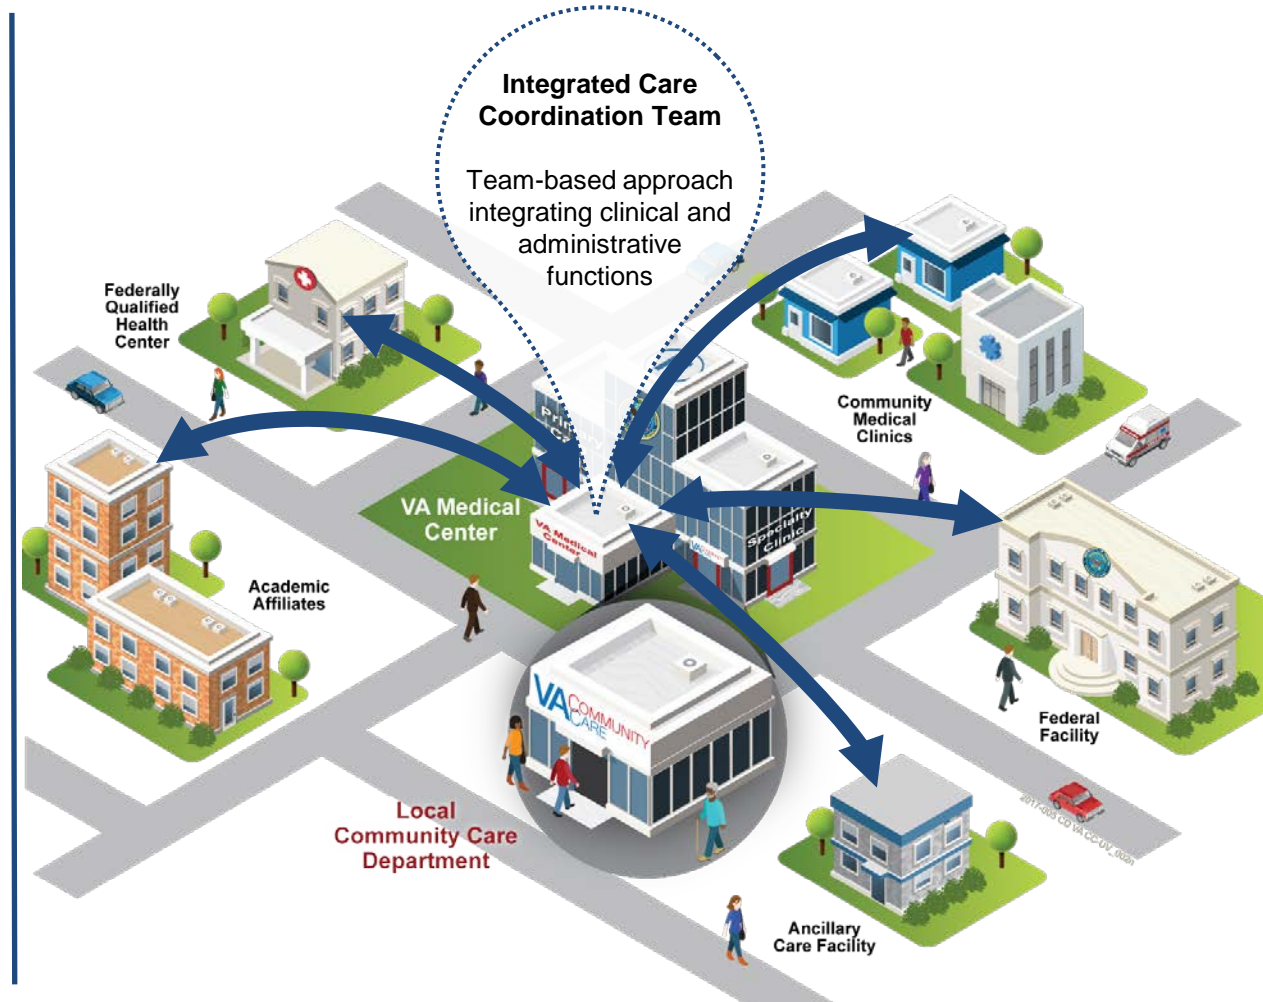 Integrated Care
Coordination Team
Team-based approach
integrating clinical and
administrative
functions
Federally
Qualified
Health
Center
Community
Medical
Clinics
Primary
VA Medical
Center
VA Medical
Center
Specialty
Clinic
VA
Academic
Affiliates
VA COMMUNITY
CARE
Federal
Facility
Local
Community Care
Department
Ancillary
Care Facility